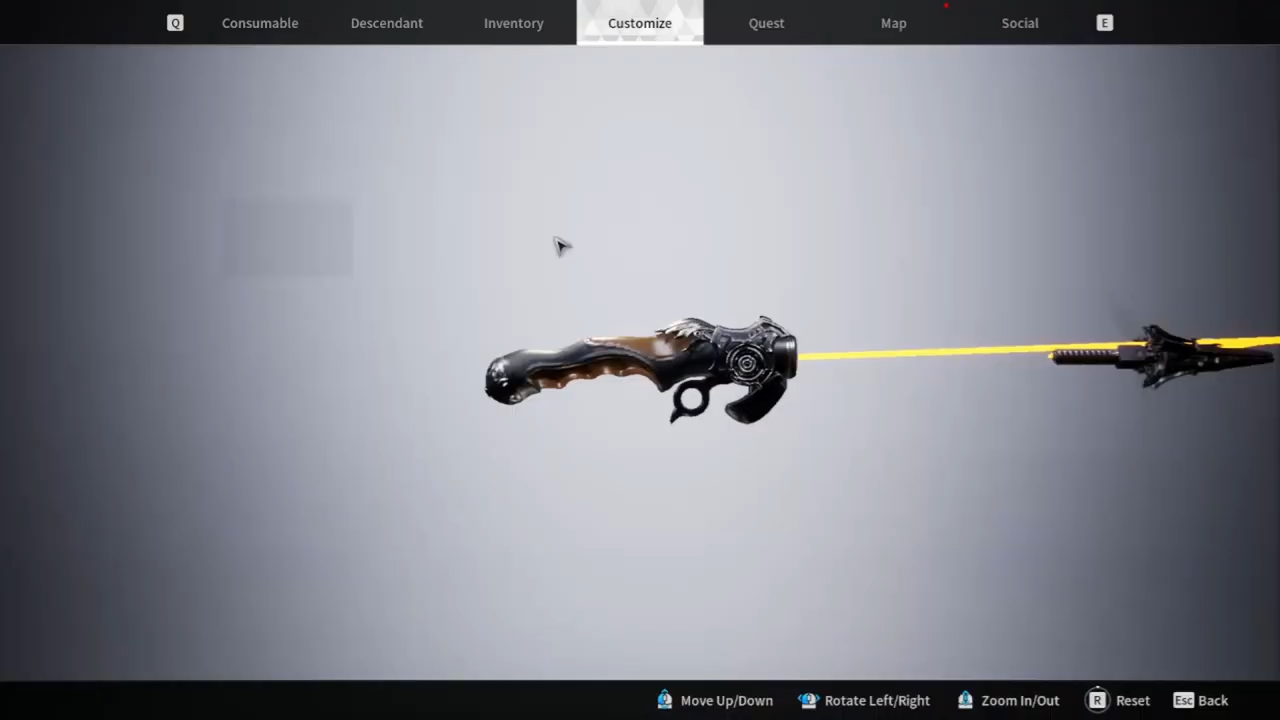 Q Consumable Descendant Inventory Customize Quest Map Social E
Move Up/Down Rotate Left/Right Zoom In/Out R Reset Esc Back